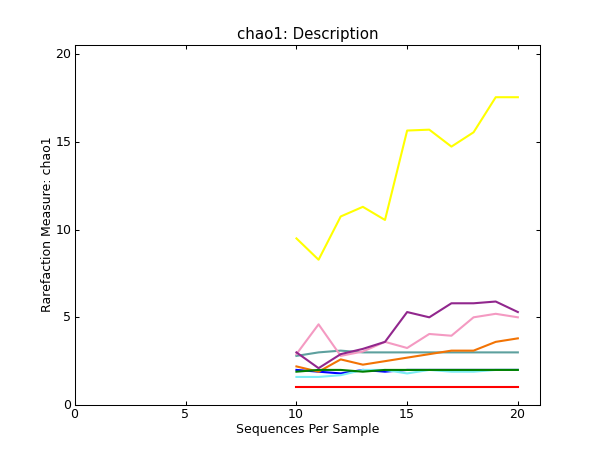 chao1: Description
Rarefaction Measure: chao1
20
15
10
5
0
0 5 10 15 20
Sequences Per Sample